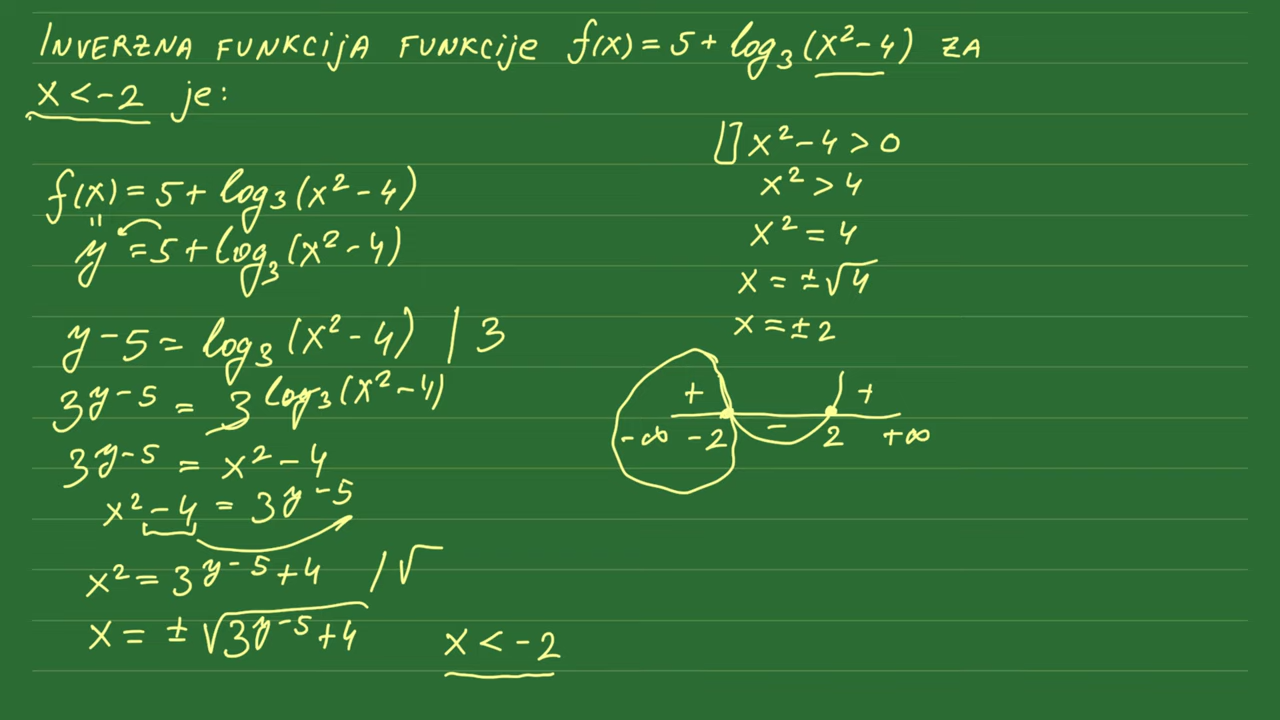 INVERZNA FUNKCIJA FUNKCIJE f(x) = 5 + log₃ (x² - 4) ZA
x < -2 je:
f(x) = 5 + log₃ (x² - 4)
y = 5 + log₃ (x² - 4)
y - 5 = log₃ (x² - 4) / 3
3^(y-5) = 3^(log₃(x²-4))
3^(y-5) = x² - 4
x² - 4 = 3^(y-5)
x² = 3^(y-5) + 4 / √
x = ± √(3^(y-5) + 4)
x < -2
x² - 4 > 0
x² > 4
x² = 4
x = ± √4
x = ± 2
+ - +
-∞ -2 2 +∞